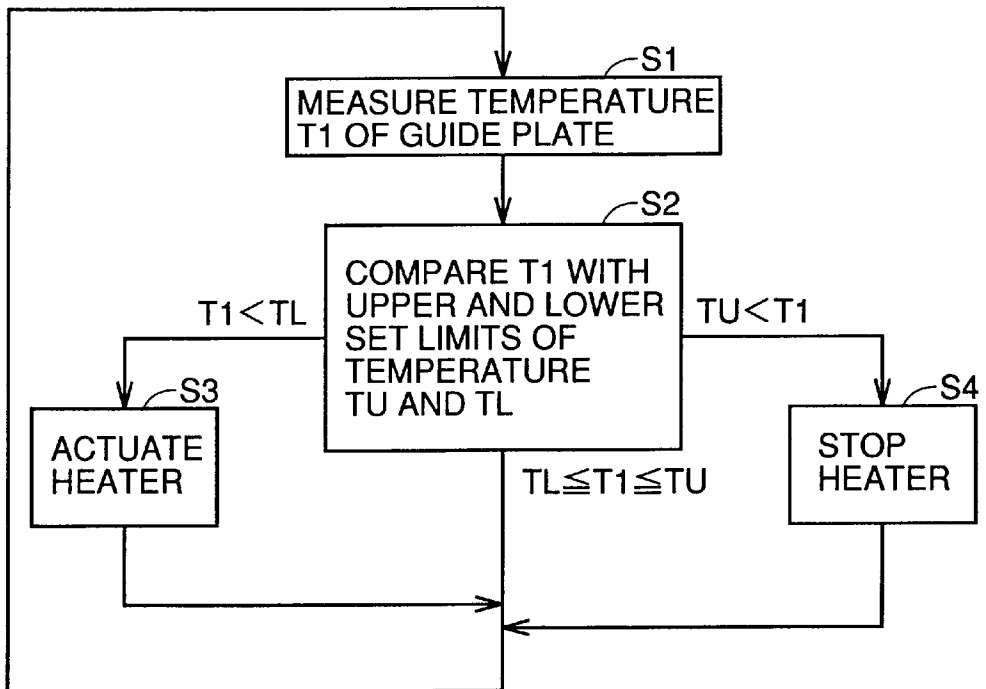 S1
MEASURE TEMPERATURE
T1 OF GUIDE PLATE
S2
COMPARE T1 WITH
UPPER AND LOWER
SET LIMITS OF
TEMPERATURE
TU AND TL
T1<TL
TU<T1
S3
ACTUATE
HEATER
S4
STOP
HEATER
TL≦T1≦TU